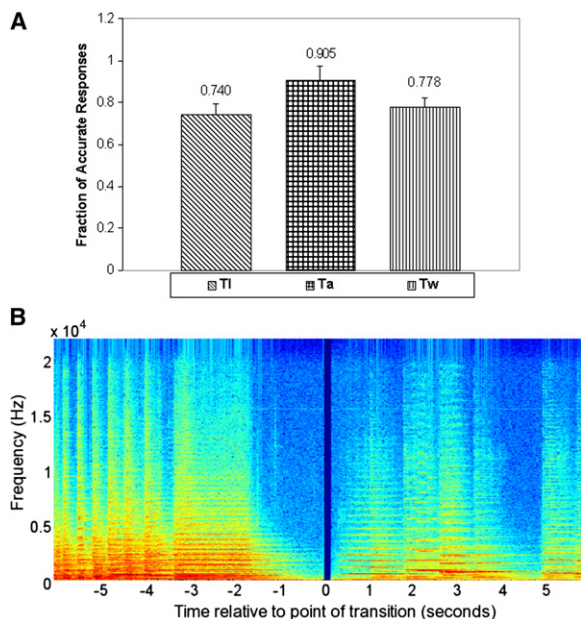 A
1.2
1
0.8
0.6
0.4
0.2
0
Fraction of Accurate Responses
0.740
0.905
0.778
Tl Ta Tw
B
x 10⁴
2
1.5
1
0.5
0
Frequency (Hz)
-5 -4 -3 -2 -1 0 1 2 3 4 5
Time relative to point of transition (seconds)